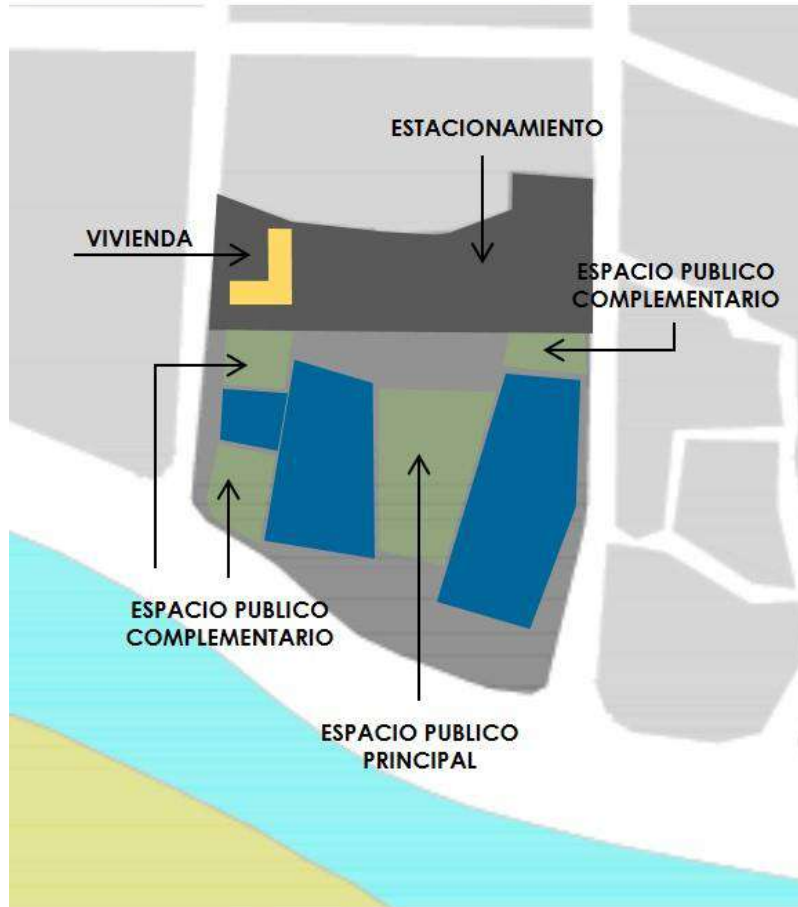 ESTACIONAMIENTO
VIVIENDA
ESPACIO PUBLICO
COMPLEMENTARIO
ESPACIO PUBLICO
COMPLEMENTARIO
ESPACIO PUBLICO
PRINCIPAL